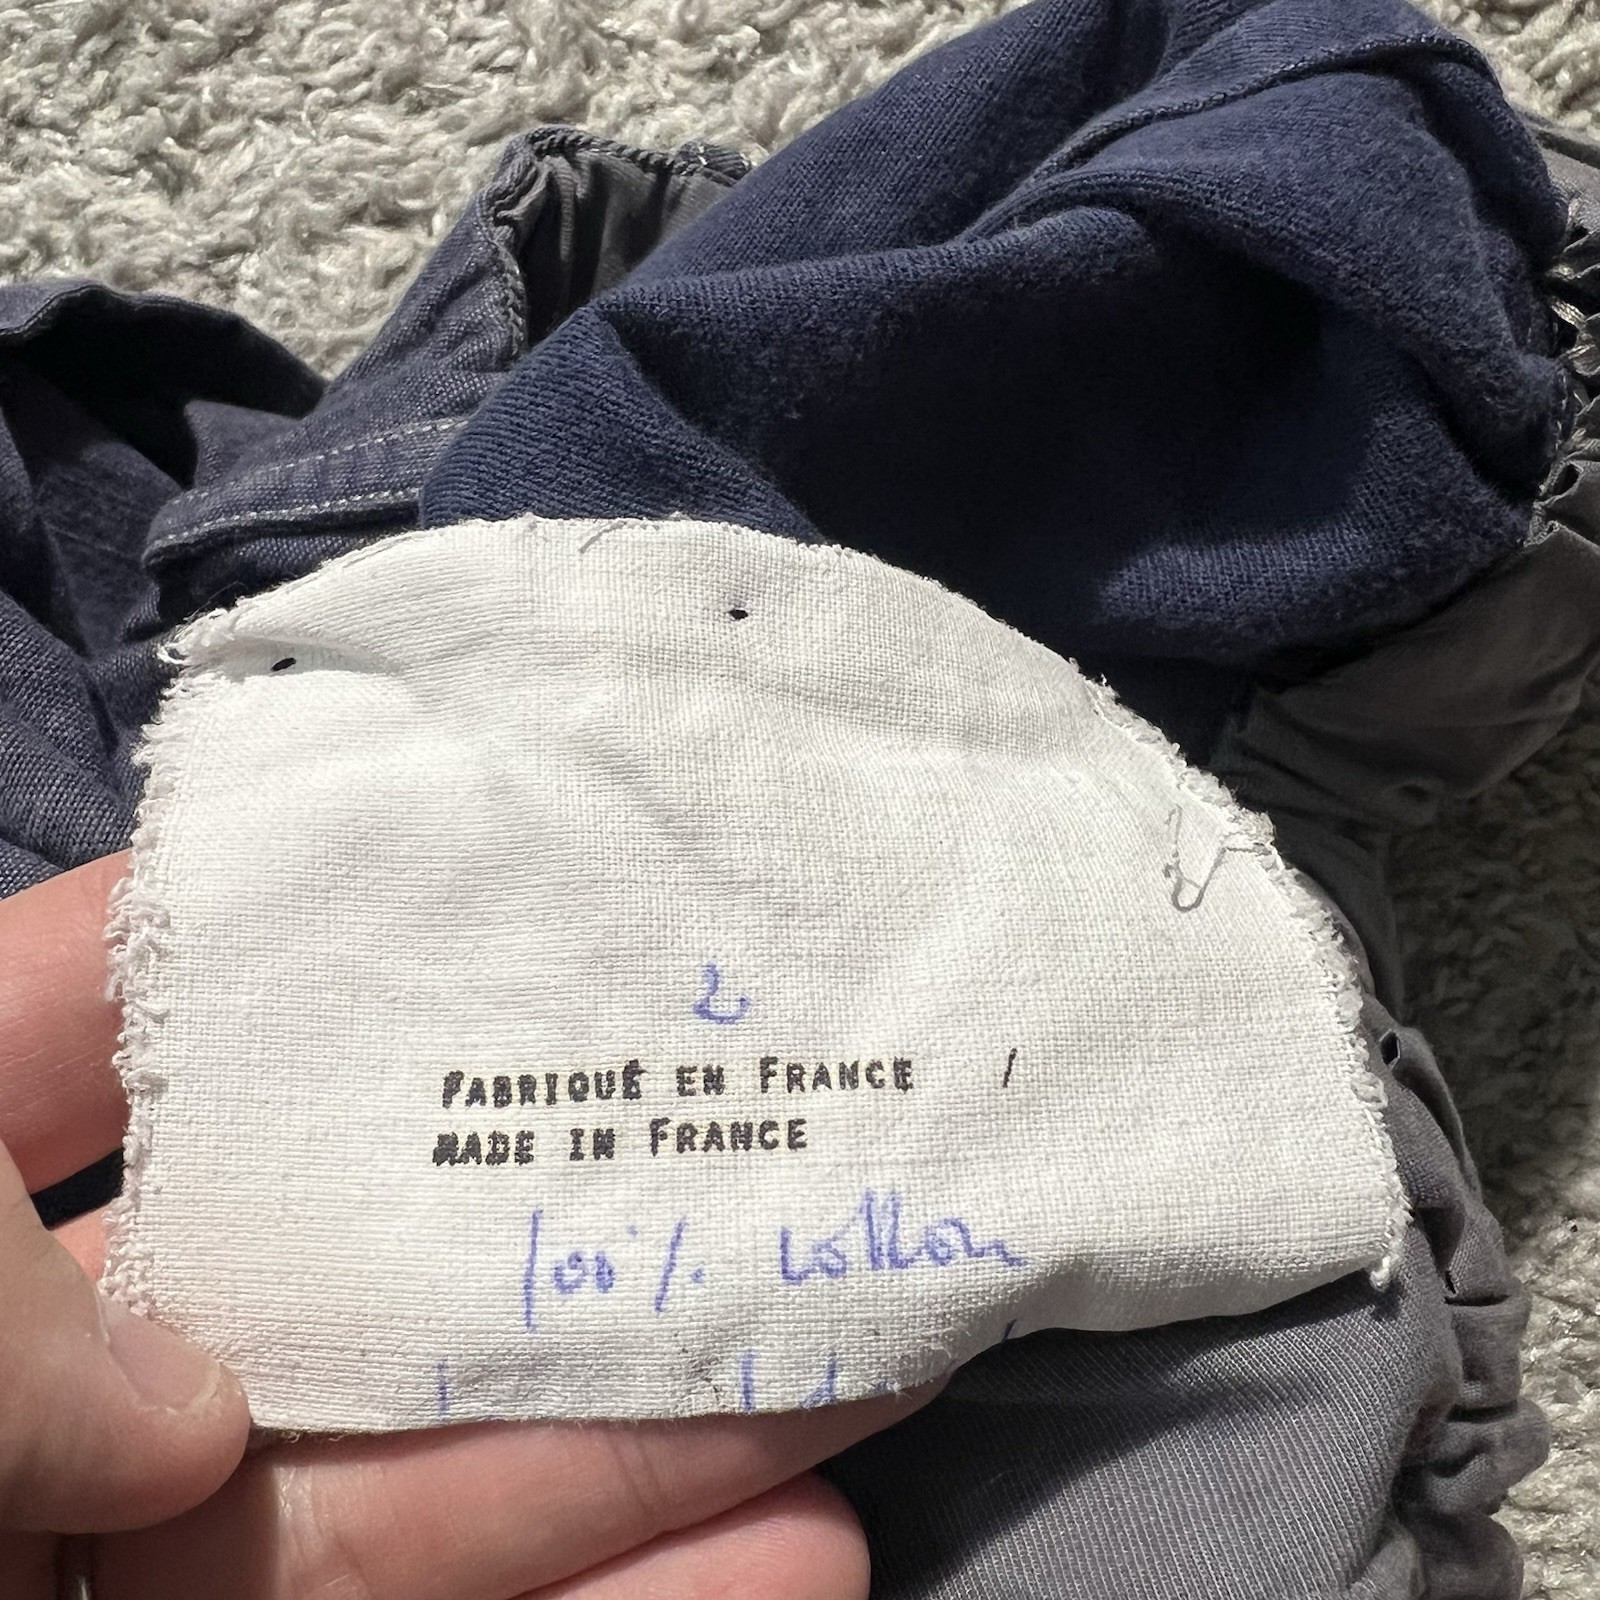 2
FABRIQUÉ EN FRANCE /
MADE IN FRANCE
100% cotton